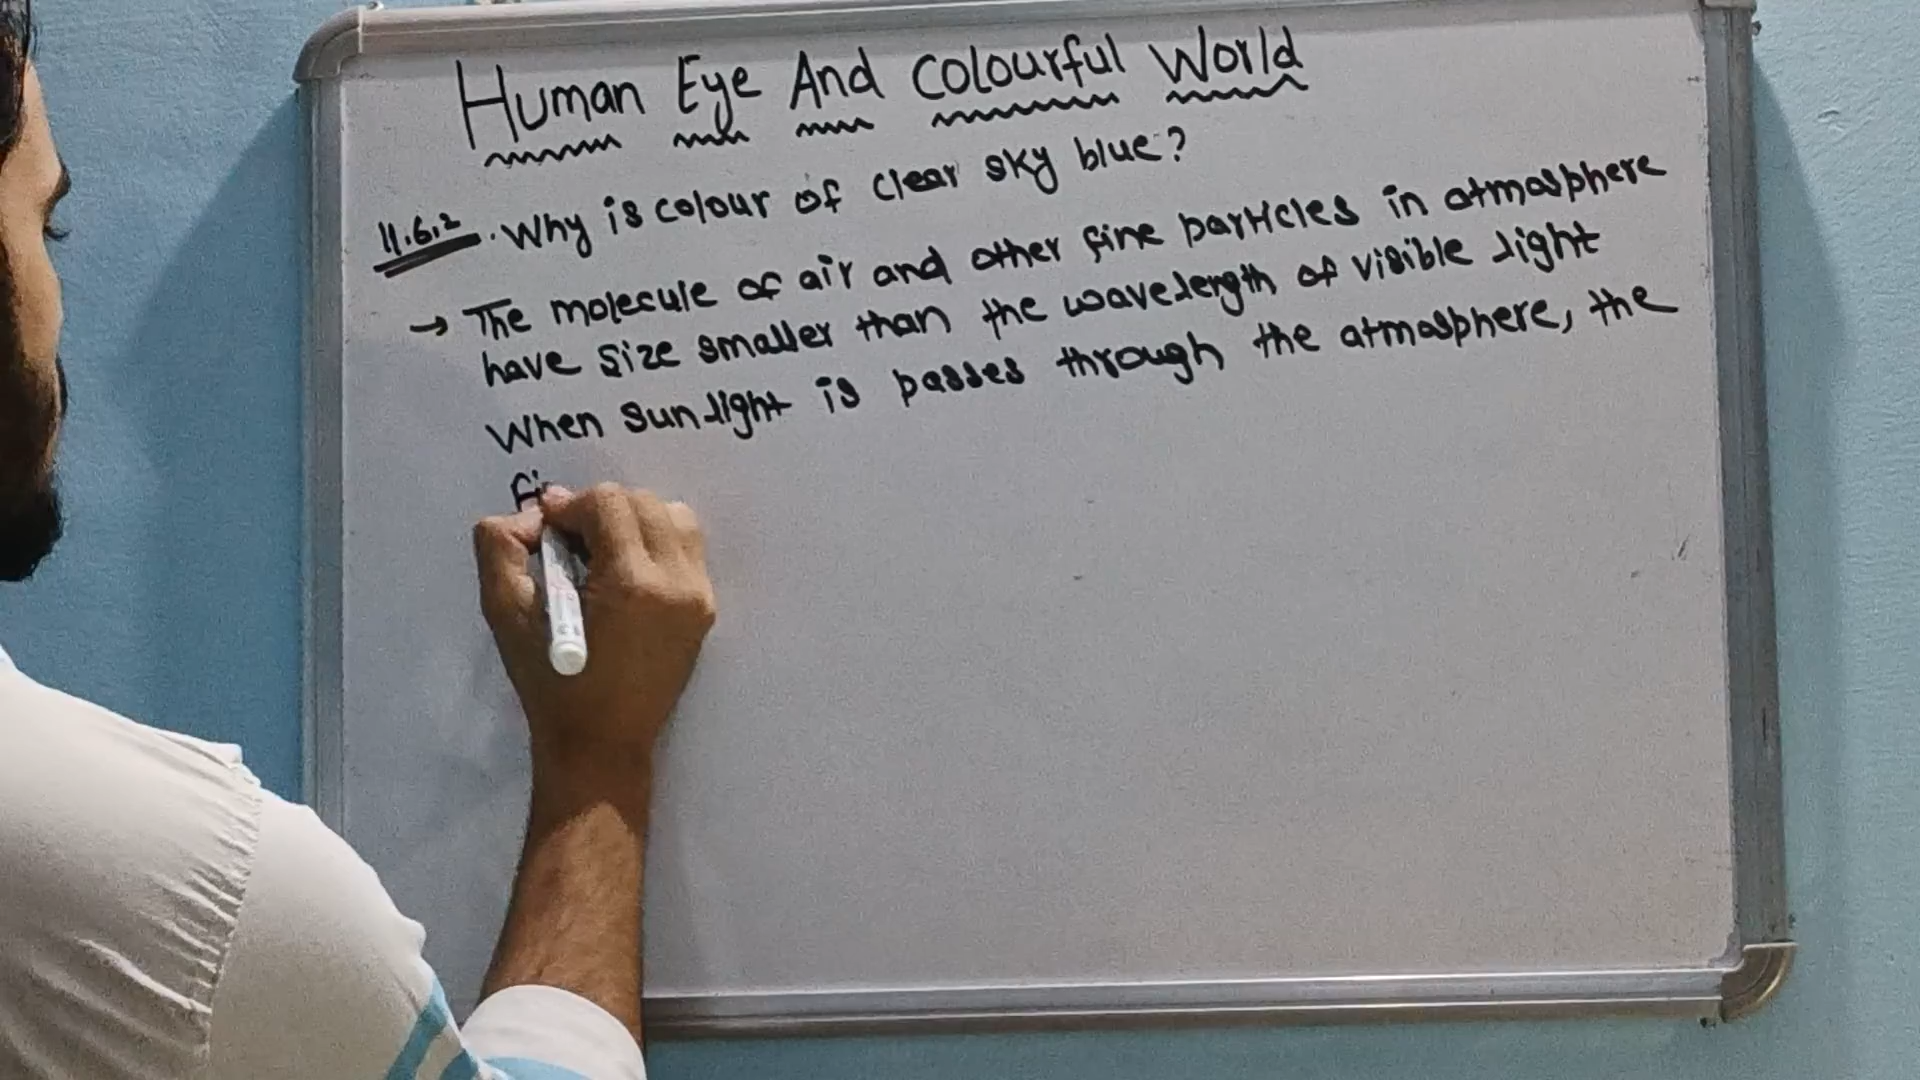 Human Eye And Colourful World
11.6.2. Why is colour of clear sky blue?
→ The molecule of air and other fine particles in atmosphere
have size smaller than the wavelength of visible light
When sunlight is passes through the atmosphere, the
Fi